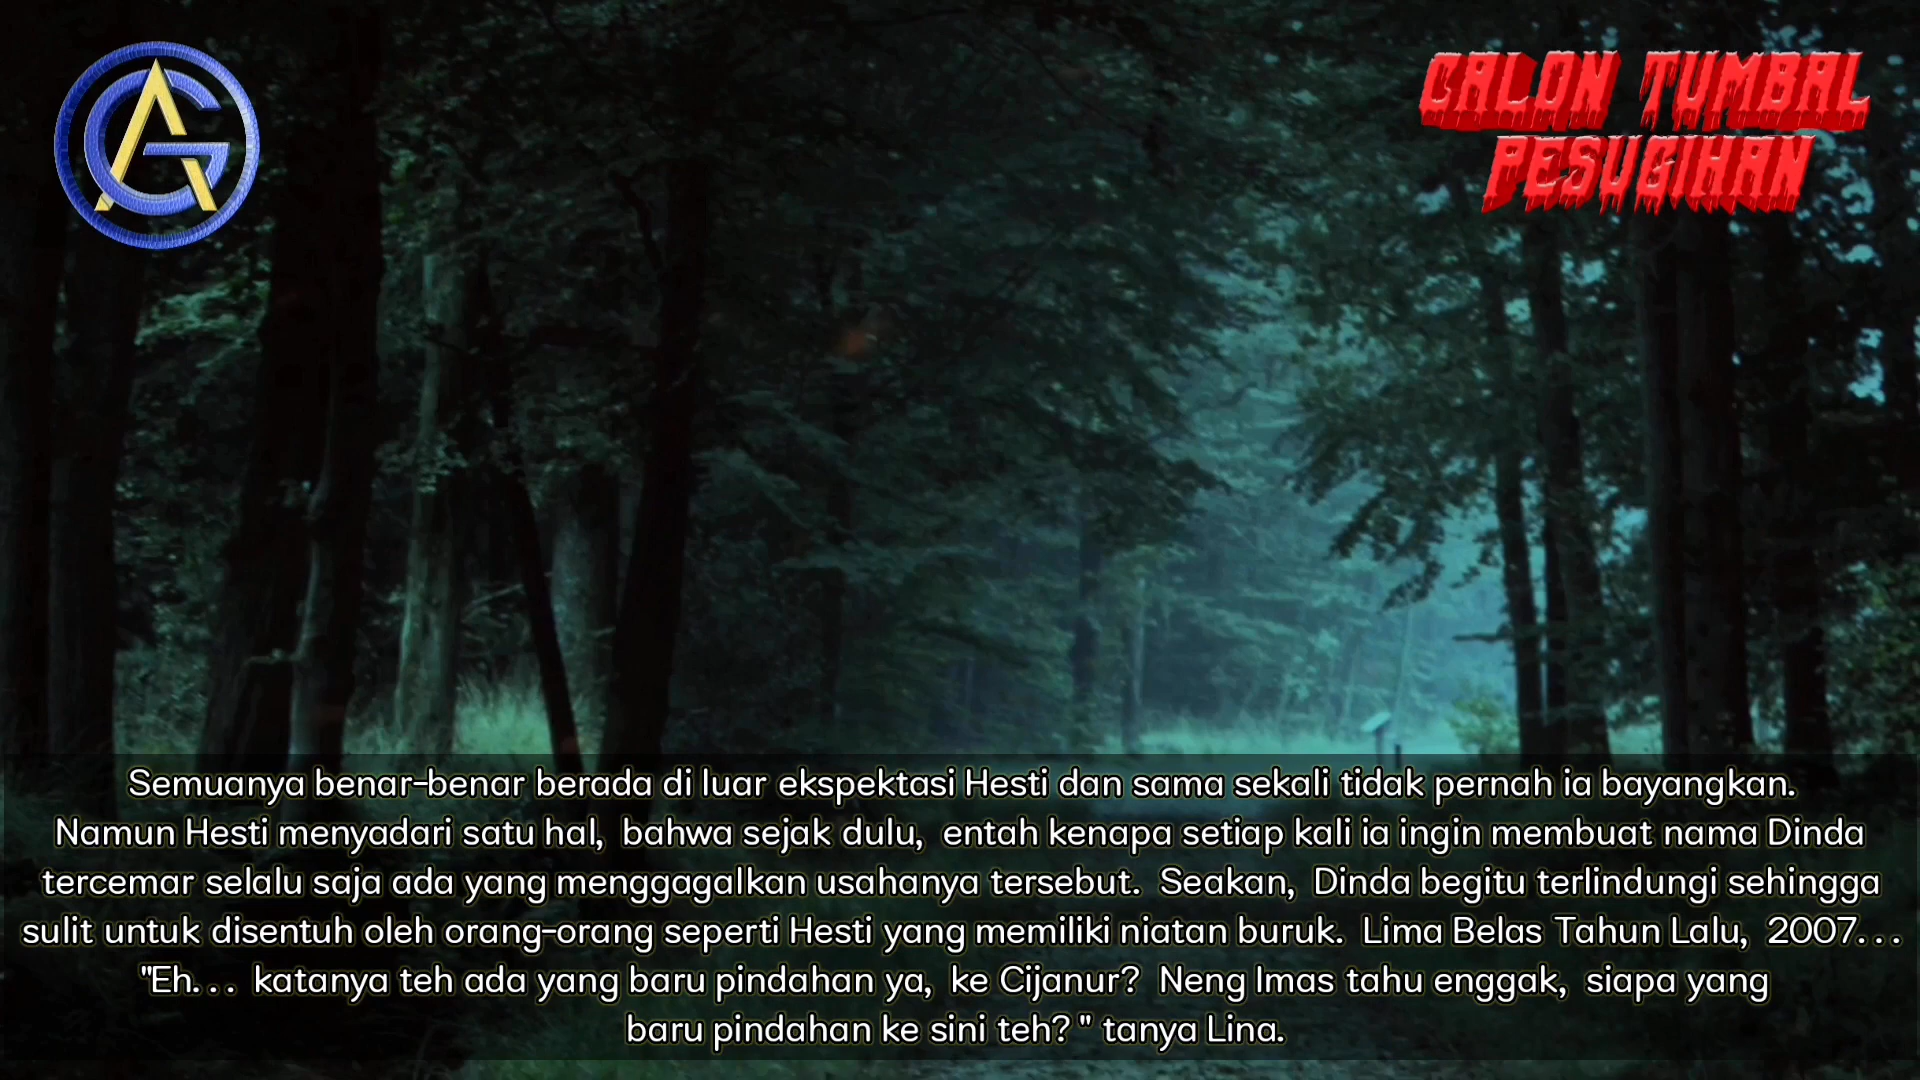 CALON TUMBAL
PESUGIHAN
Semuanya benar-benar berada di luar ekspektasi Hesti dan sama sekali tidak pernah ia bayangkan.
Namun Hesti menyadari satu hal, bahwa sejak dulu, entah kenapa setiap kali ia ingin membuat nama Dinda
tercemar selalu saja ada yang menggagalkan usahanya tersebut. Seakan, Dinda begitu terlindungi sehingga
sulit untuk disentuh oleh orang-orang seperti Hesti yang memiliki niatan buruk. Lima Belas Tahun Lalu, 2007...
"Eh... katanya teh ada yang baru pindahan ya, ke Cijanur? Neng Imas tahu enggak, siapa yang
baru pindahan ke sini teh? " tanya Lina.